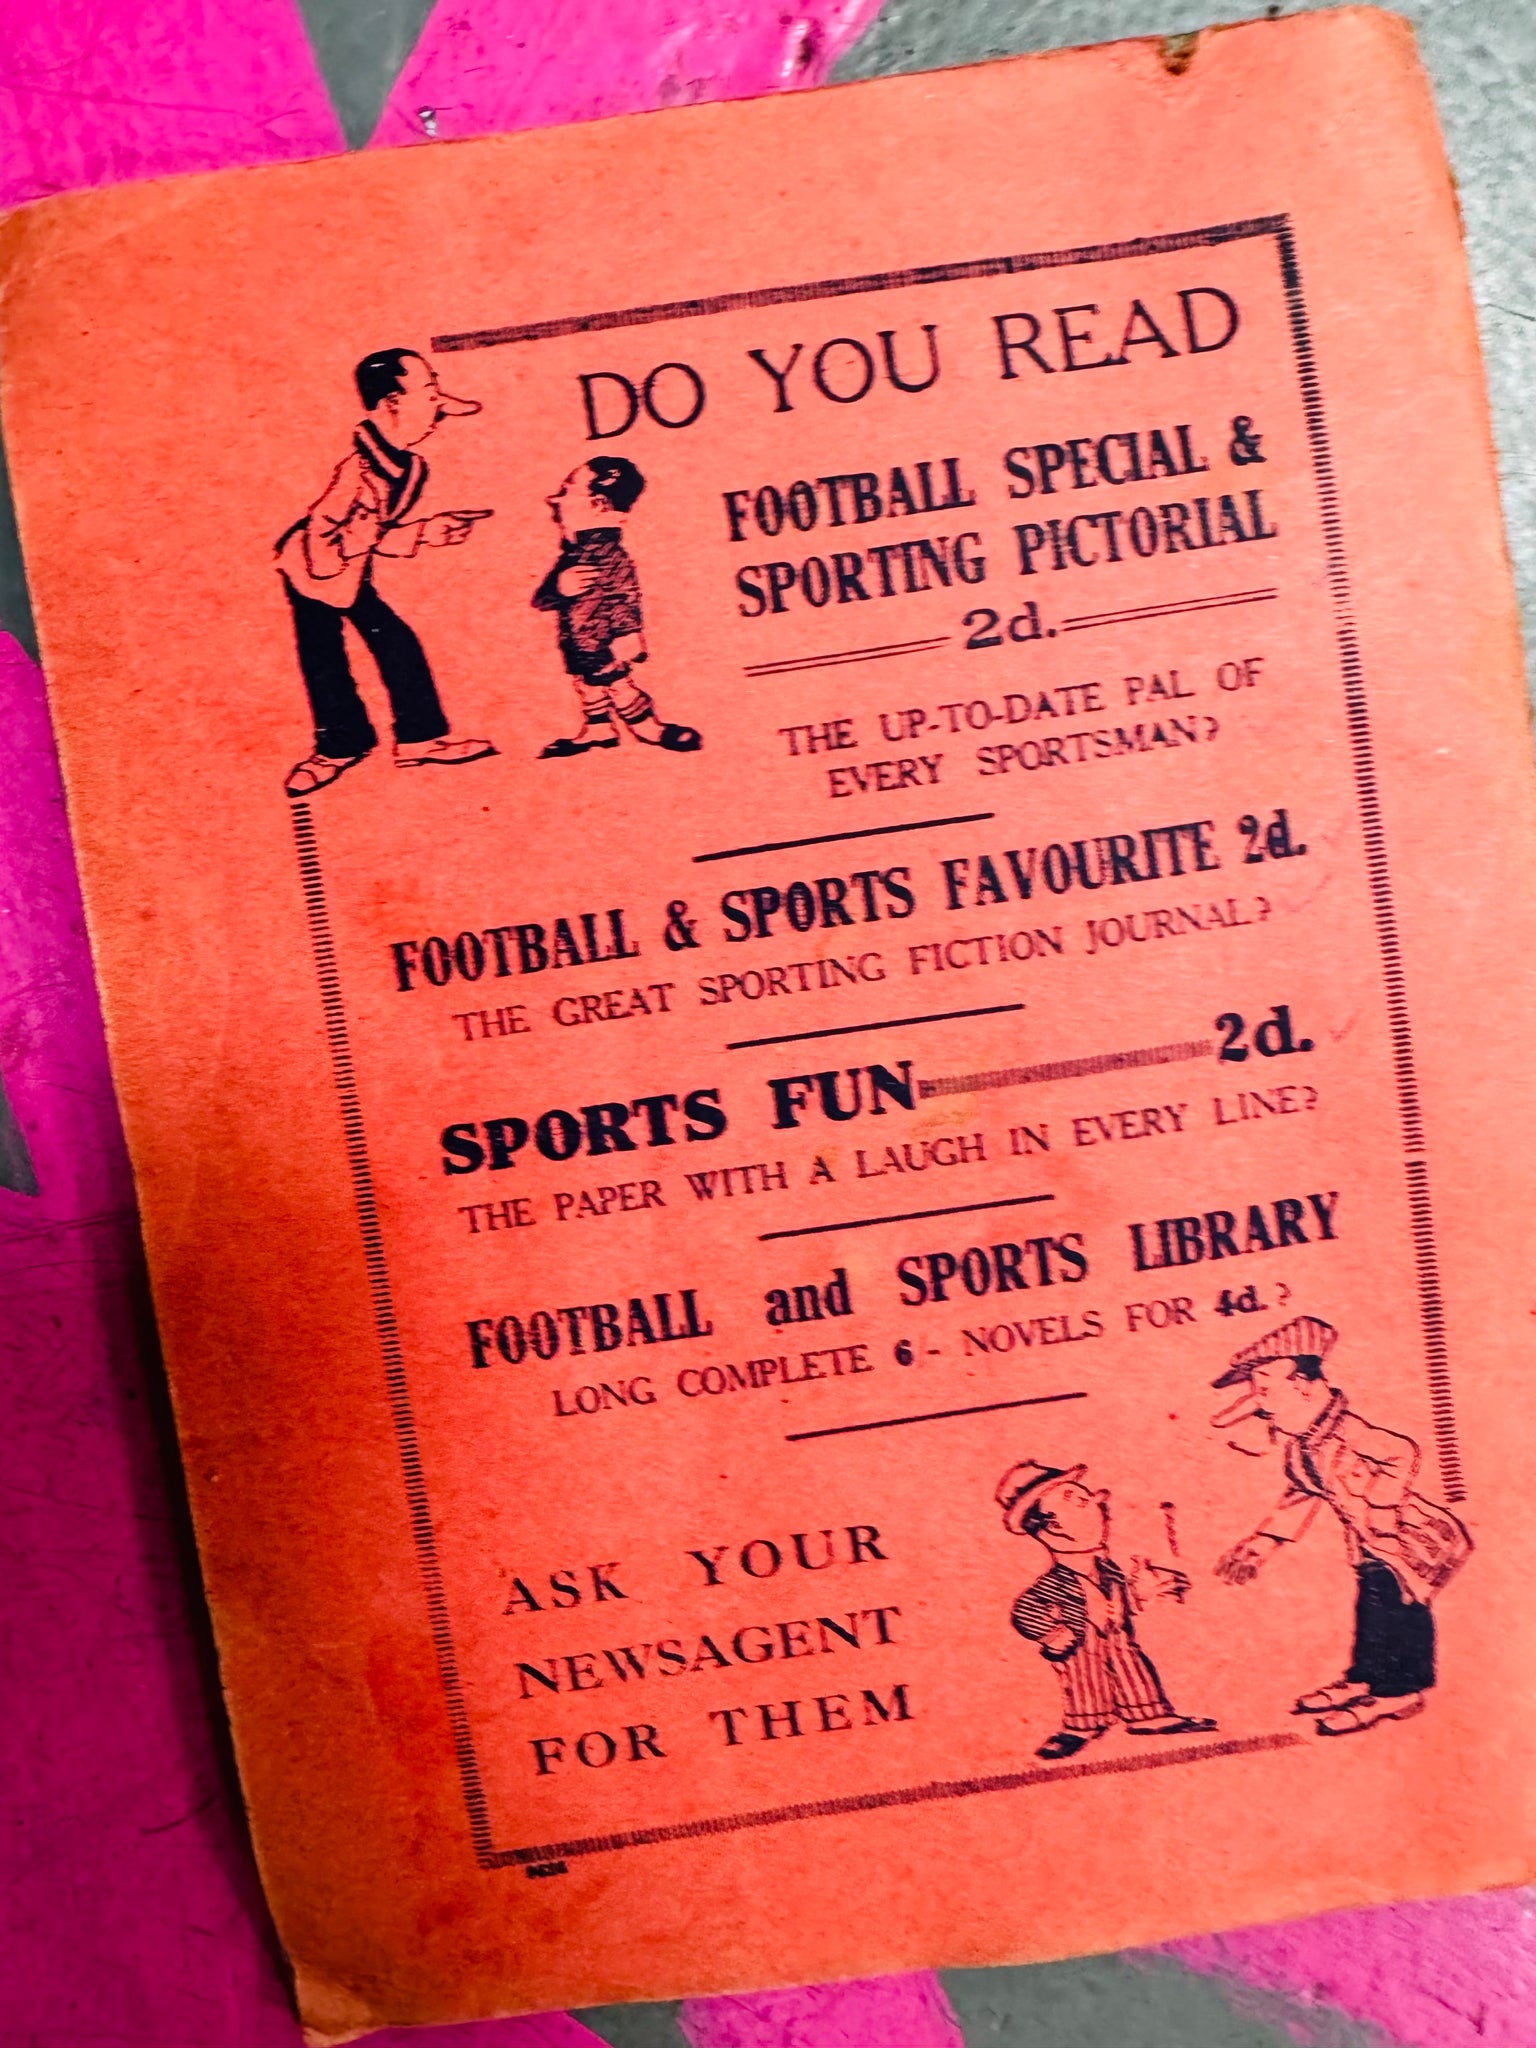 DO YOU READ
FOOTBALL SPECIAL &
SPORTING PICTORIAL
2d.
THE UP-TO-DATE PAL OF
EVERY SPORTSMAN?
FOOTBALL & SPORTS FAVOURITE 2d.
THE GREAT SPORTING FICTION JOURNAL?
SPORTS FUN 2d.
THE PAPER WITH A LAUGH IN EVERY LINE?
FOOTBALL and SPORTS LIBRARY
LONG COMPLETE 6- NOVELS FOR 4d.?
ASK YOUR
NEWSAGENT
FOR THEM